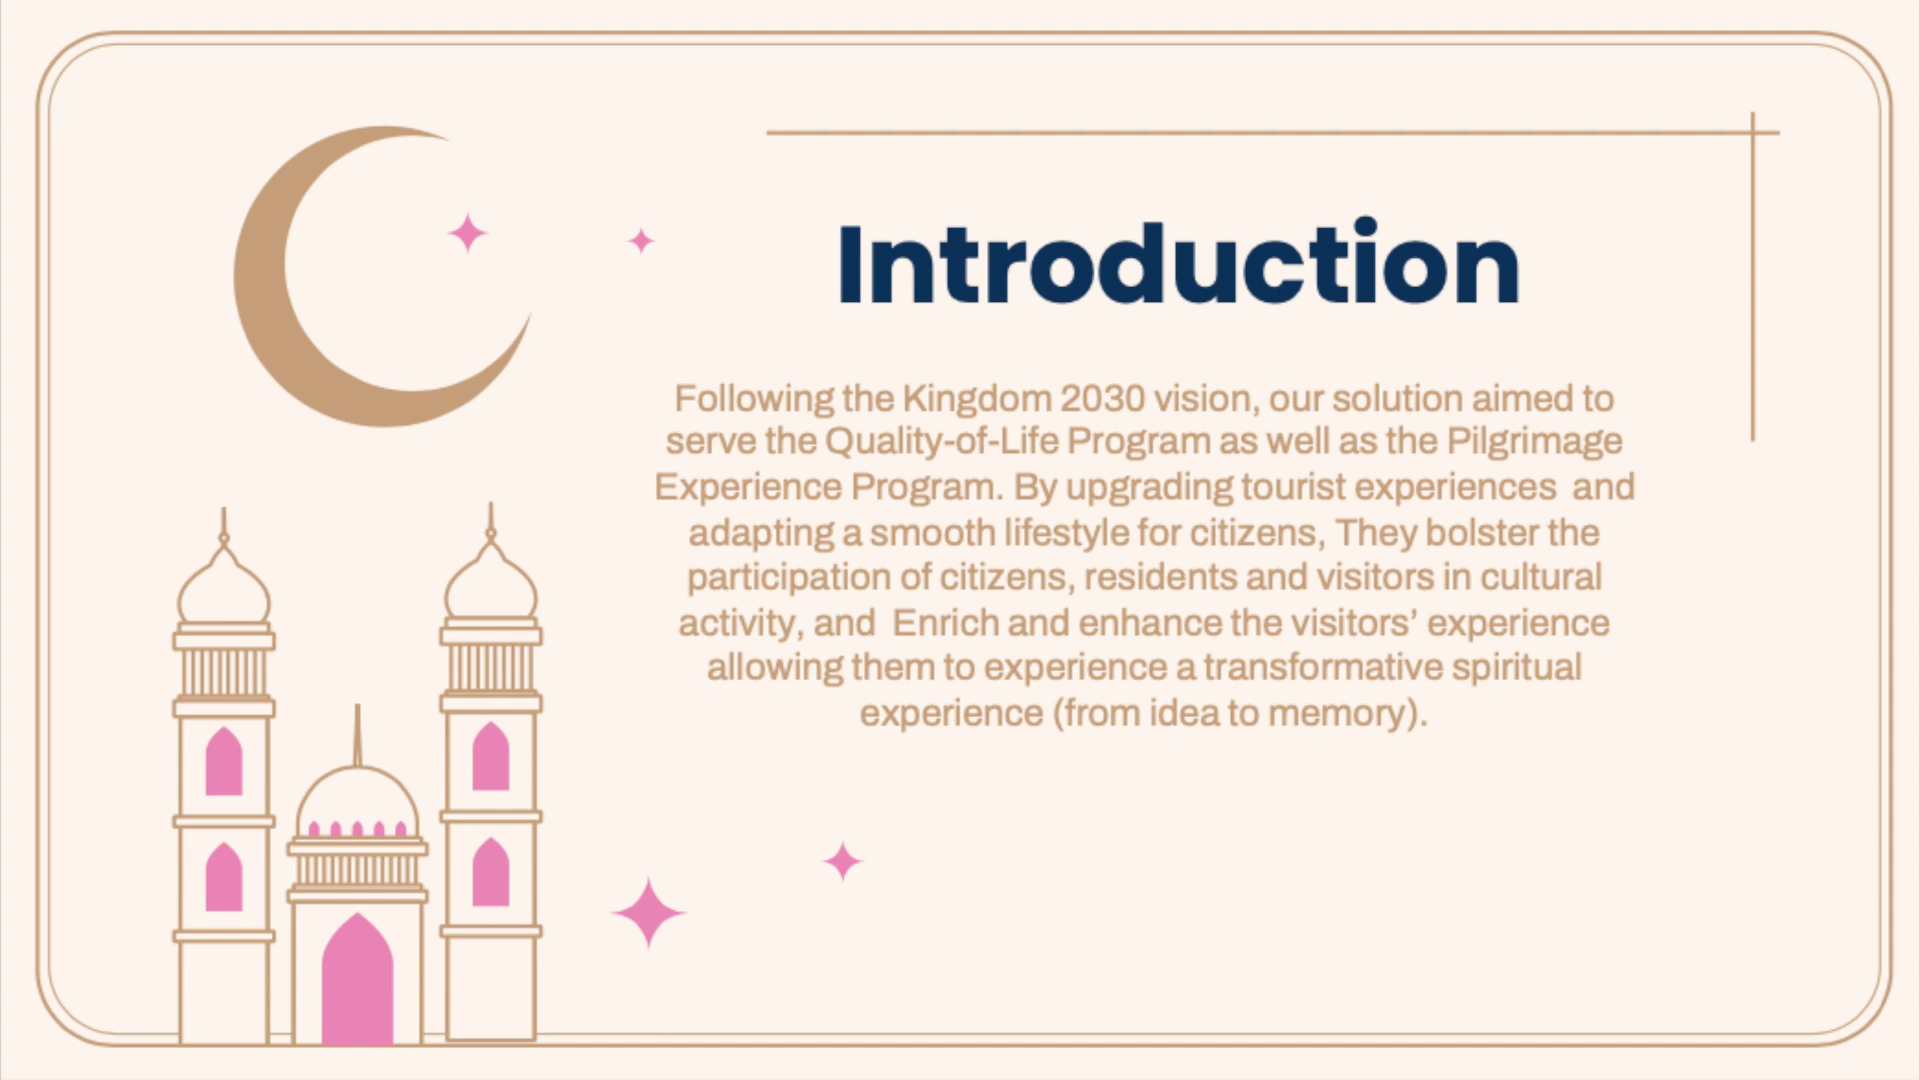 Introduction
Following the Kingdom 2030 vision, our solution aimed to
serve the Quality-of-Life Program as well as the Pilgrimage
Experience Program. By upgrading tourist experiences  and
adapting a smooth lifestyle for citizens, They bolster the
participation of citizens, residents and visitors in cultural
activity, and  Enrich and enhance the visitors’ experience
allowing them to experience a transformative spiritual
experience (from idea to memory).